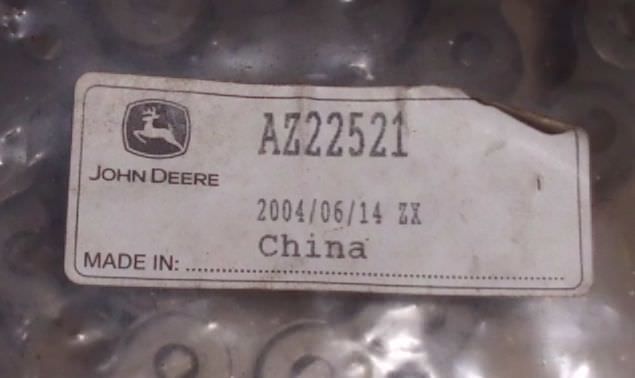 AZ22521
JOHN DEERE
2004/06/14 ZX
China
MADE IN: